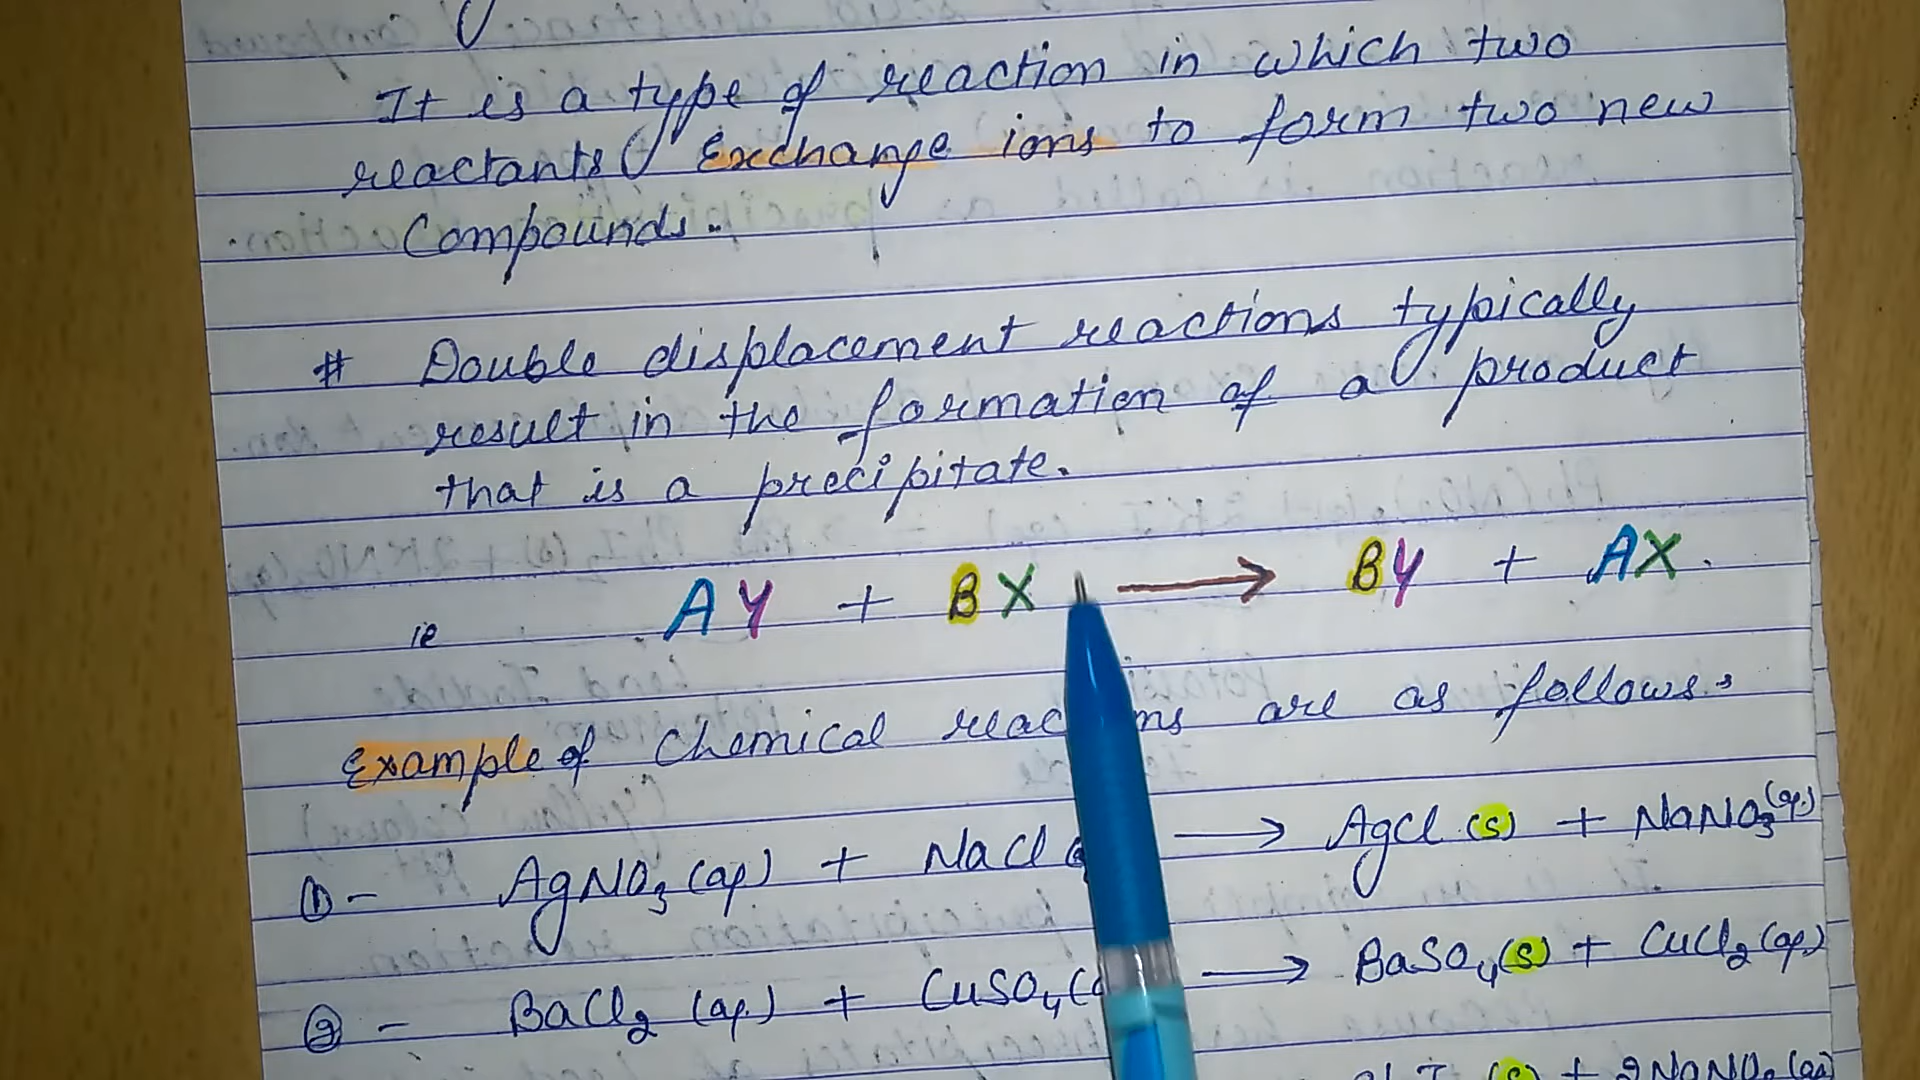 It is a type of reaction in which two
reactants exchange ions to form two new
Compounds.
# Double displacement reactions typically
result in the formation of a product
that is a precipitate.
ie AY + BX → BY + AX.
Example of Chemical are as follows:
① - AgNO₃ (aq) + NaCl → AgCl (s) + NaNO₃ (aq)
② - BaCl₂ (aq) + CuSO₄ → BaSO₄ (s) + CuCl₂ (aq)
(s) + 2NaNO₃ (aq)